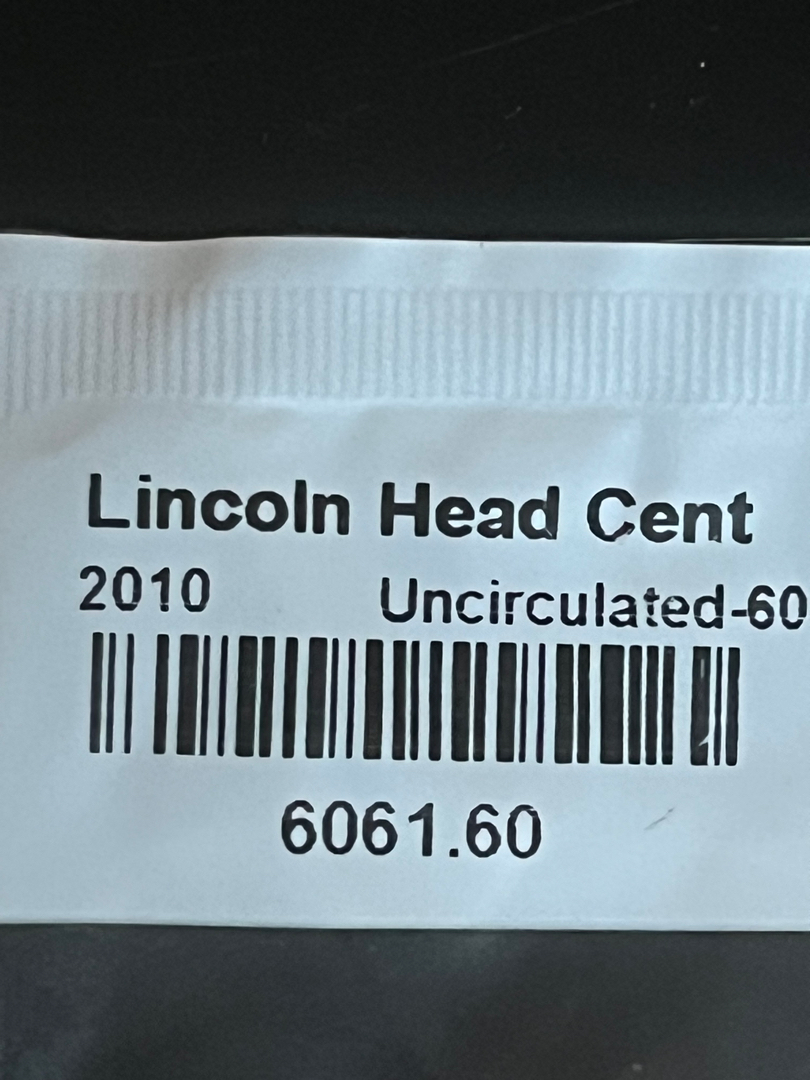 Lincoln Head Cent
2010 Uncirculated-60
6061.60